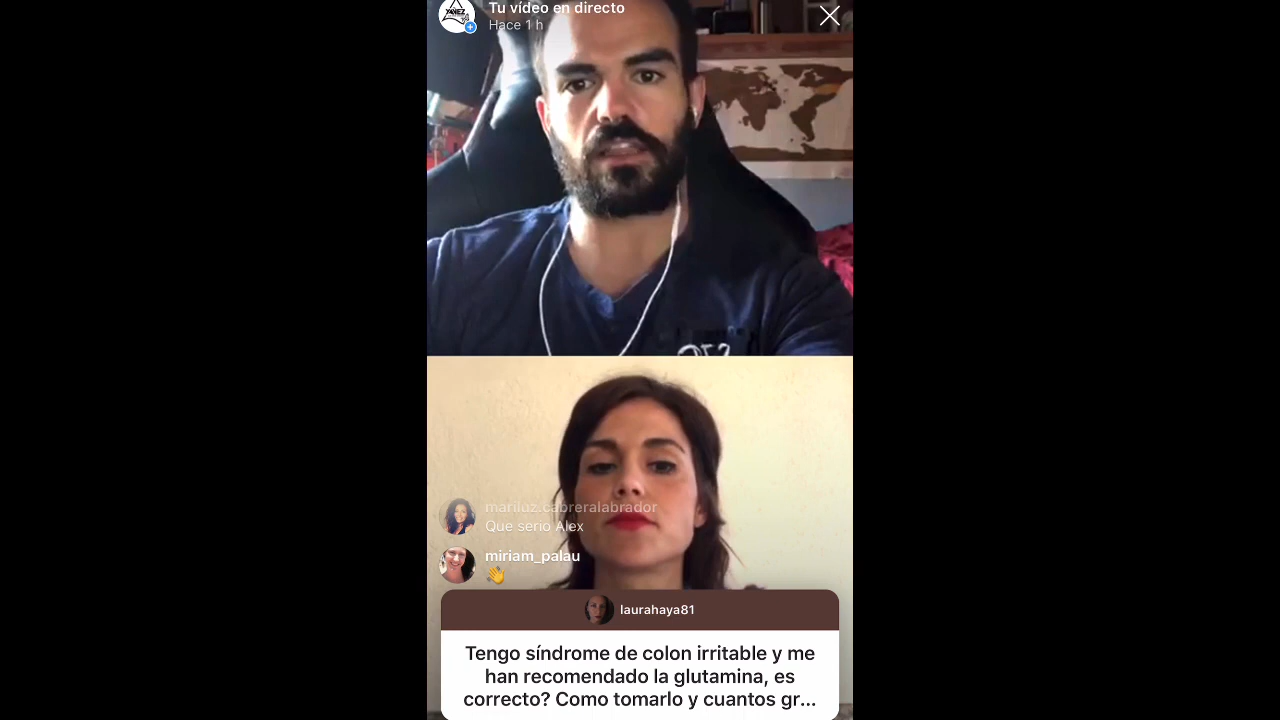 YAÑEZ
Tu vídeo en directo
Hace 1 h
mariluz.cabreralabrador
Que serio Alex
miriam_palau
👋
laurahaya81
Tengo síndrome de colon irritable y me
han recomendado la glutamina, es
correcto? Como tomarlo y cuantos gr...